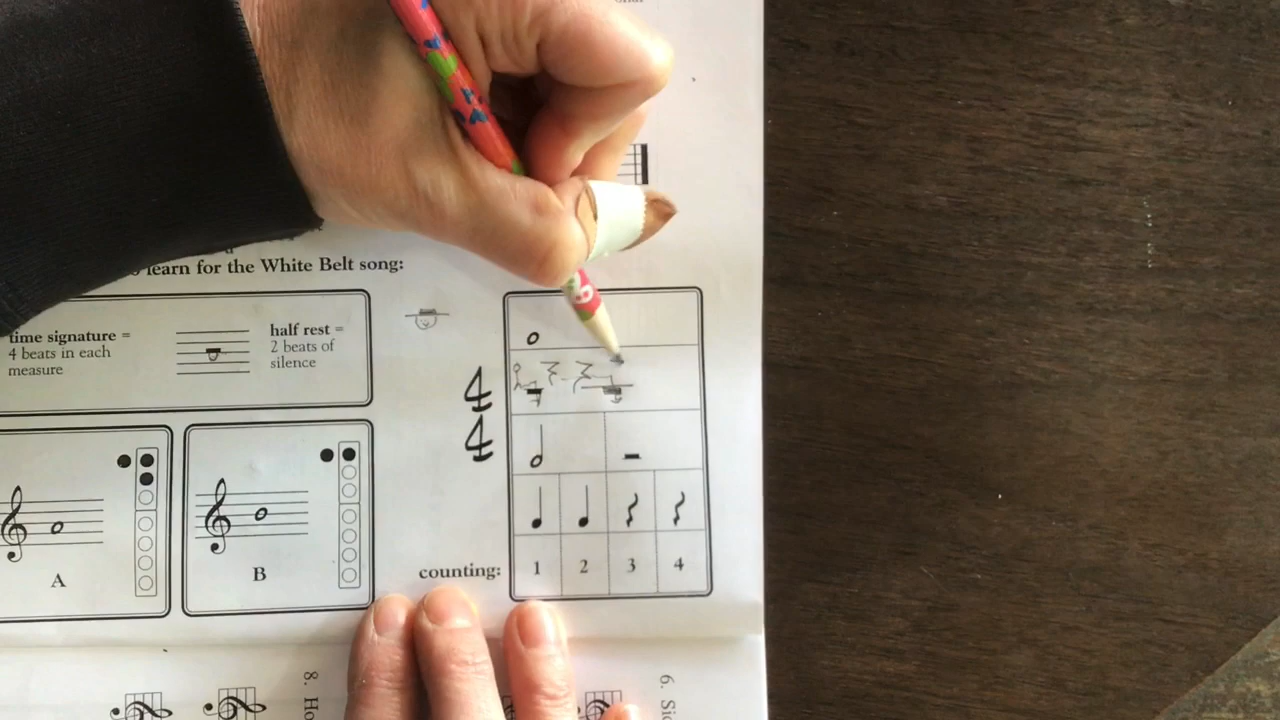 learn for the White Belt song:
time signature =
4 beats in each
measure
half rest =
2 beats of
silence
4
4
A
B
counting: 1 2 3 4
8. Ho
6. Si